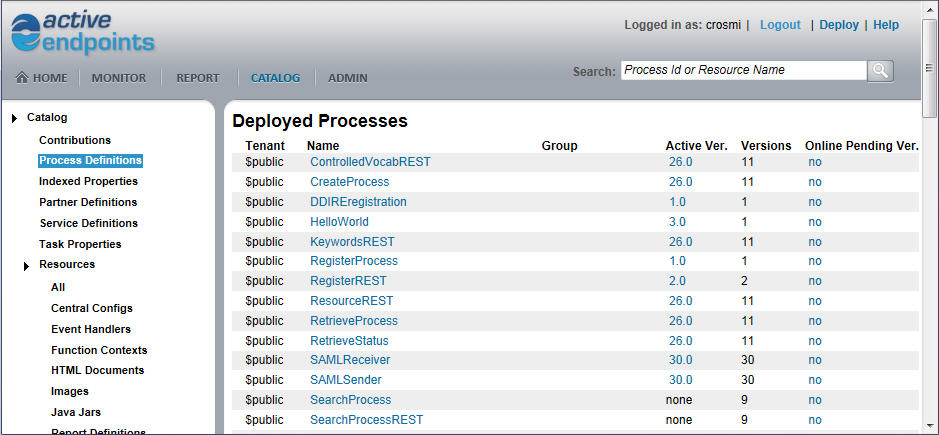 active
endpoints
Logged in as: crosmi | Logout | Deploy | Help
HOME MONITOR REPORT CATALOG ADMIN
Search: Process Id or Resource Name
Catalog
Contributions
Process Definitions
Indexed Properties
Partner Definitions
Service Definitions
Task Properties
Resources
All
Central Configs
Event Handlers
Function Contexts
HTML Documents
Images
Java Jars
Report Definitions
Deployed Processes
Tenant Name Group Active Ver. Versions Online Pending Ver.
$public ControlledVocabREST 26.0 11 no
$public CreateProcess 26.0 11 no
$public DDIREregistration 1.0 1 no
$public HelloWorld 3.0 1 no
$public KeywordsREST 26.0 11 no
$public RegisterProcess 1.0 1 no
$public RegisterREST 2.0 2 no
$public ResourceREST 26.0 11 no
$public RetrieveProcess 26.0 11 no
$public RetrieveStatus 26.0 11 no
$public SAMLReceiver 30.0 30 no
$public SAMLSender 30.0 30 no
$public SearchProcess none 9 no
$public SearchProcessREST none 9 no